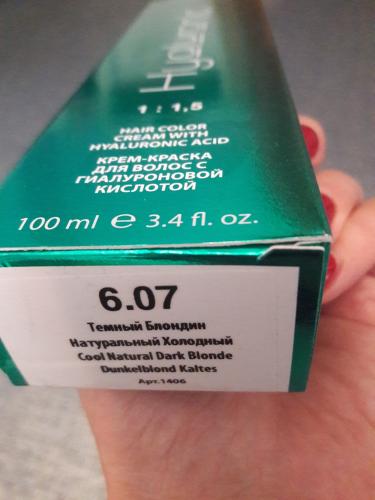 1 : 1,5
HAIR COLOR
CREAM WITH
HYALURONIC ACID
КРЕМ-КРАСКА
ДЛЯ ВОЛОС С
ГИАЛУРОНОВОЙ
КИСЛОТОЙ
100 ml ℮ 3.4 fl. oz.
6.07
Темный Блондин
Натуральный Холодный
Cool Natural Dark Blonde
Dunkelblond Kaltes
Арт.1406